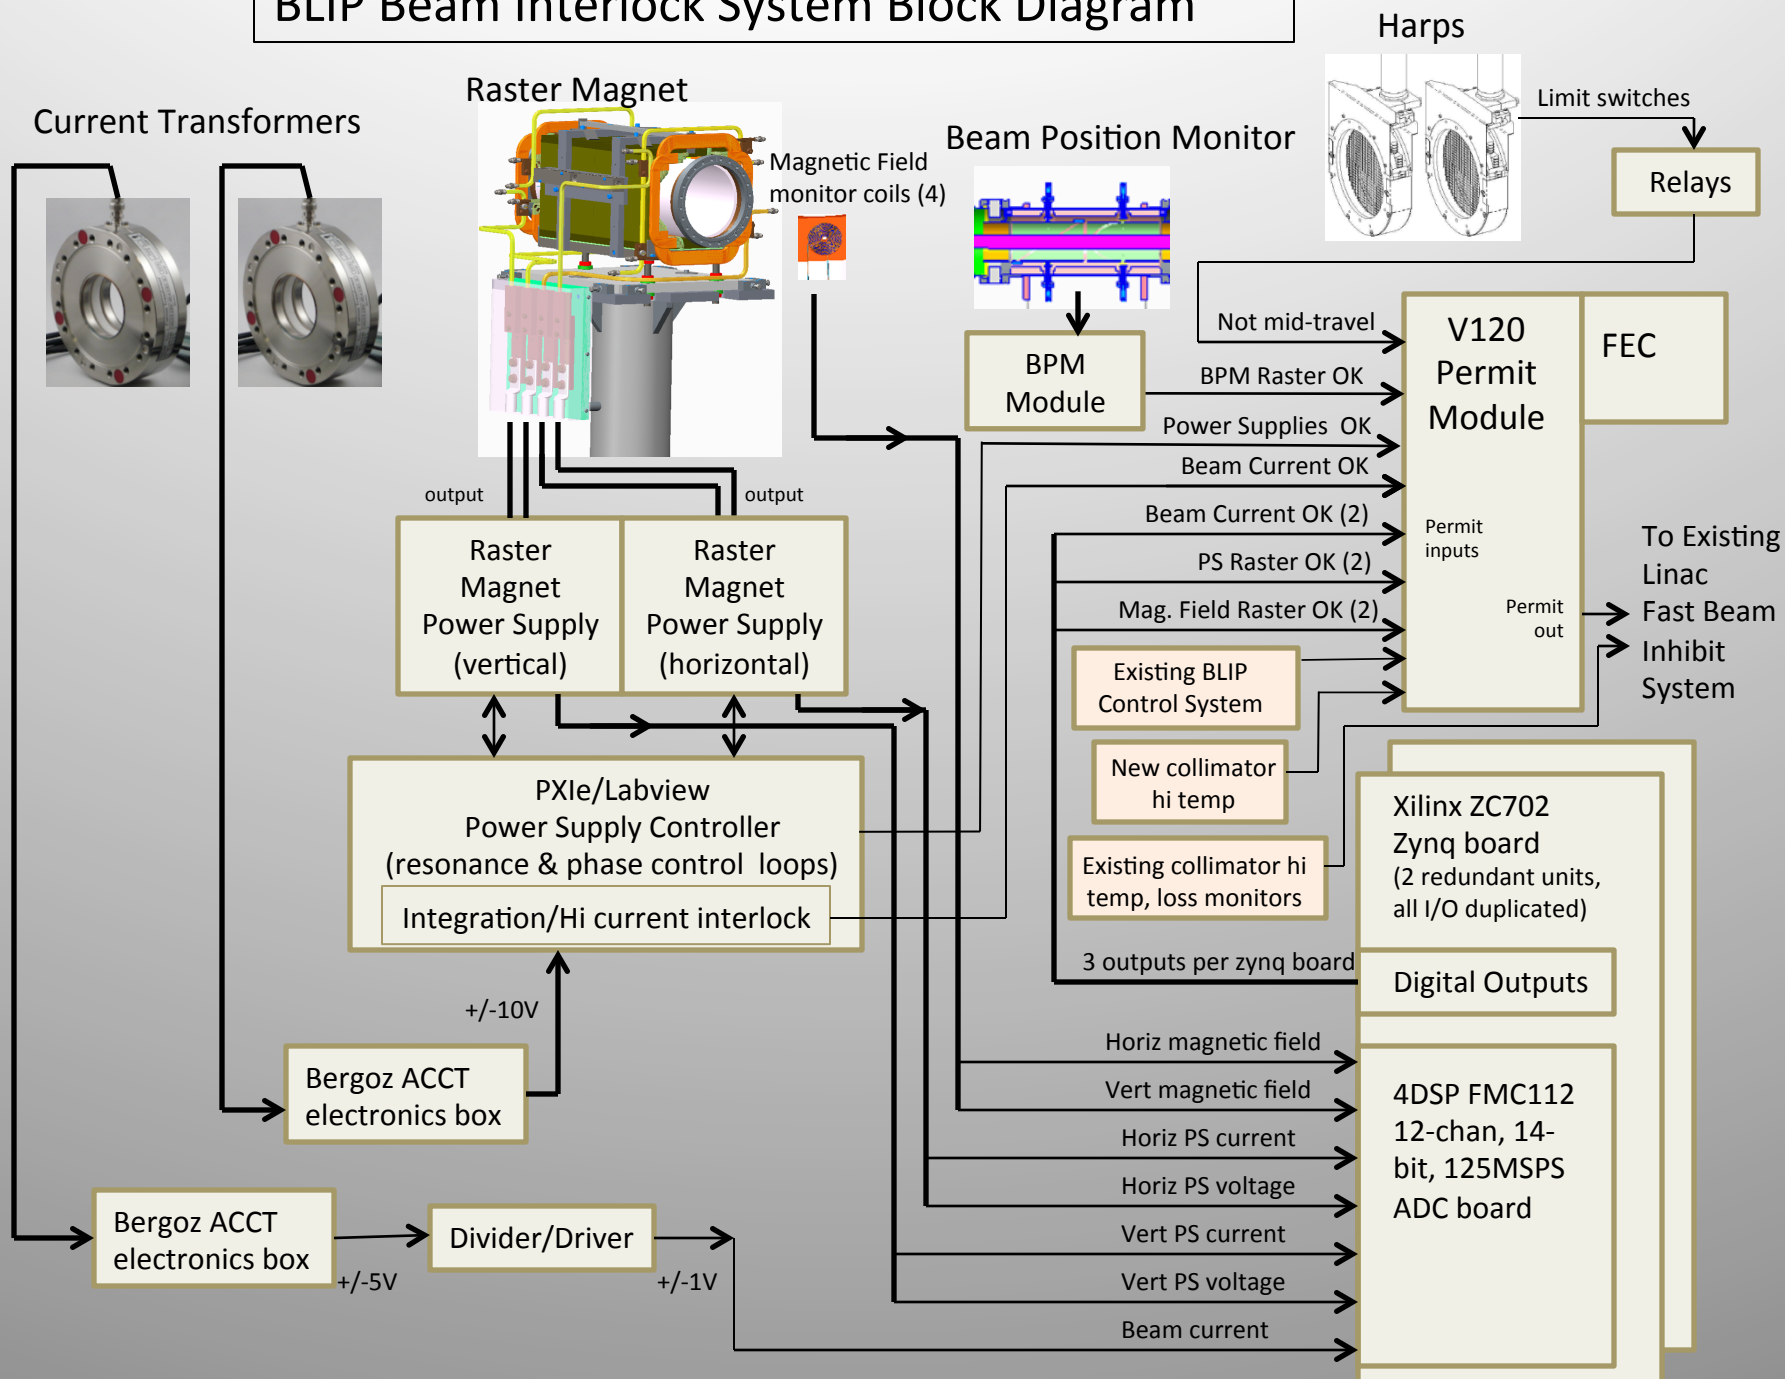 BLIP Beam Interlock System Block Diagram
Harps
Raster Magnet
Current Transformers
Limit switches
Beam Position Monitor
Magnetic Field
monitor coils (4)
Relays
Not mid-travel
V120
Permit
Module
FEC
BPM
Module
BPM Raster OK
Power Supplies OK
Beam Current OK
Beam Current OK (2)
PS Raster OK (2)
Mag. Field Raster OK (2)
Permit
inputs
Permit
out
To Existing
Linac
Fast Beam
Inhibit
System
output
output
Raster
Magnet
Power Supply
(vertical)
Raster
Magnet
Power Supply
(horizontal)
Existing BLIP
Control System
New collimator
hi temp
Existing collimator hi
temp, loss monitors
PXIe/Labview
Power Supply Controller
(resonance & phase control loops)
Integration/Hi current interlock
Xilinx ZC702
Zynq board
(2 redundant units,
all I/O duplicated)
3 outputs per zynq board
Digital Outputs
+/-10V
Bergoz ACCT
electronics box
Horiz magnetic field
Vert magnetic field
Horiz PS current
Horiz PS voltage
Vert PS current
Vert PS voltage
Beam current
4DSP FMC112
12-chan, 14-
bit, 125MSPS
ADC board
Bergoz ACCT
electronics box
+/-5V
Divider/Driver
+/-1V